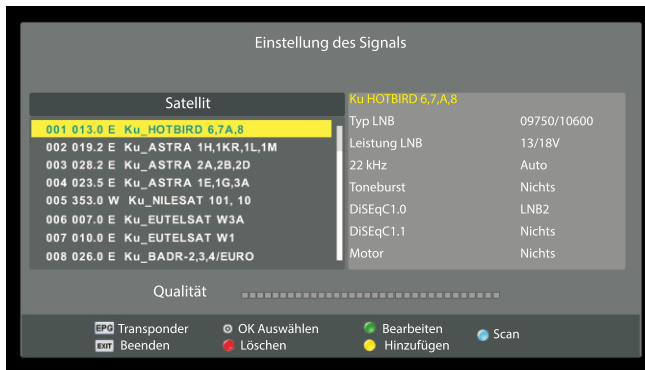 Einstellung des Signals
Satellit
001 013.0 E Ku_HOTBIRD 6,7A,8
002 019.2 E Ku_ASTRA 1H,1KR,1L,1M
003 028.2 E Ku_ASTRA 2A,2B,2D
004 023.5 E Ku_ASTRA 1E,1G,3A
005 353.0 W Ku_NILESAT 101, 10
006 007.0 E Ku_EUTELSAT W3A
007 010.0 E Ku_EUTELSAT W1
008 026.0 E Ku_BADR-2,3,4/EURO
Ku HOTBIRD 6,7,A,8
Typ LNB 09750/10600
Leistung LNB 13/18V
22 kHz Auto
Toneburst Nichts
DiSEqC1.0 LNB2
DiSEqC1.1 Nichts
Motor Nichts
Qualität
EPG Transponder OK Auswählen Bearbeiten Scan
EXIT Beenden Löschen Hinzufügen